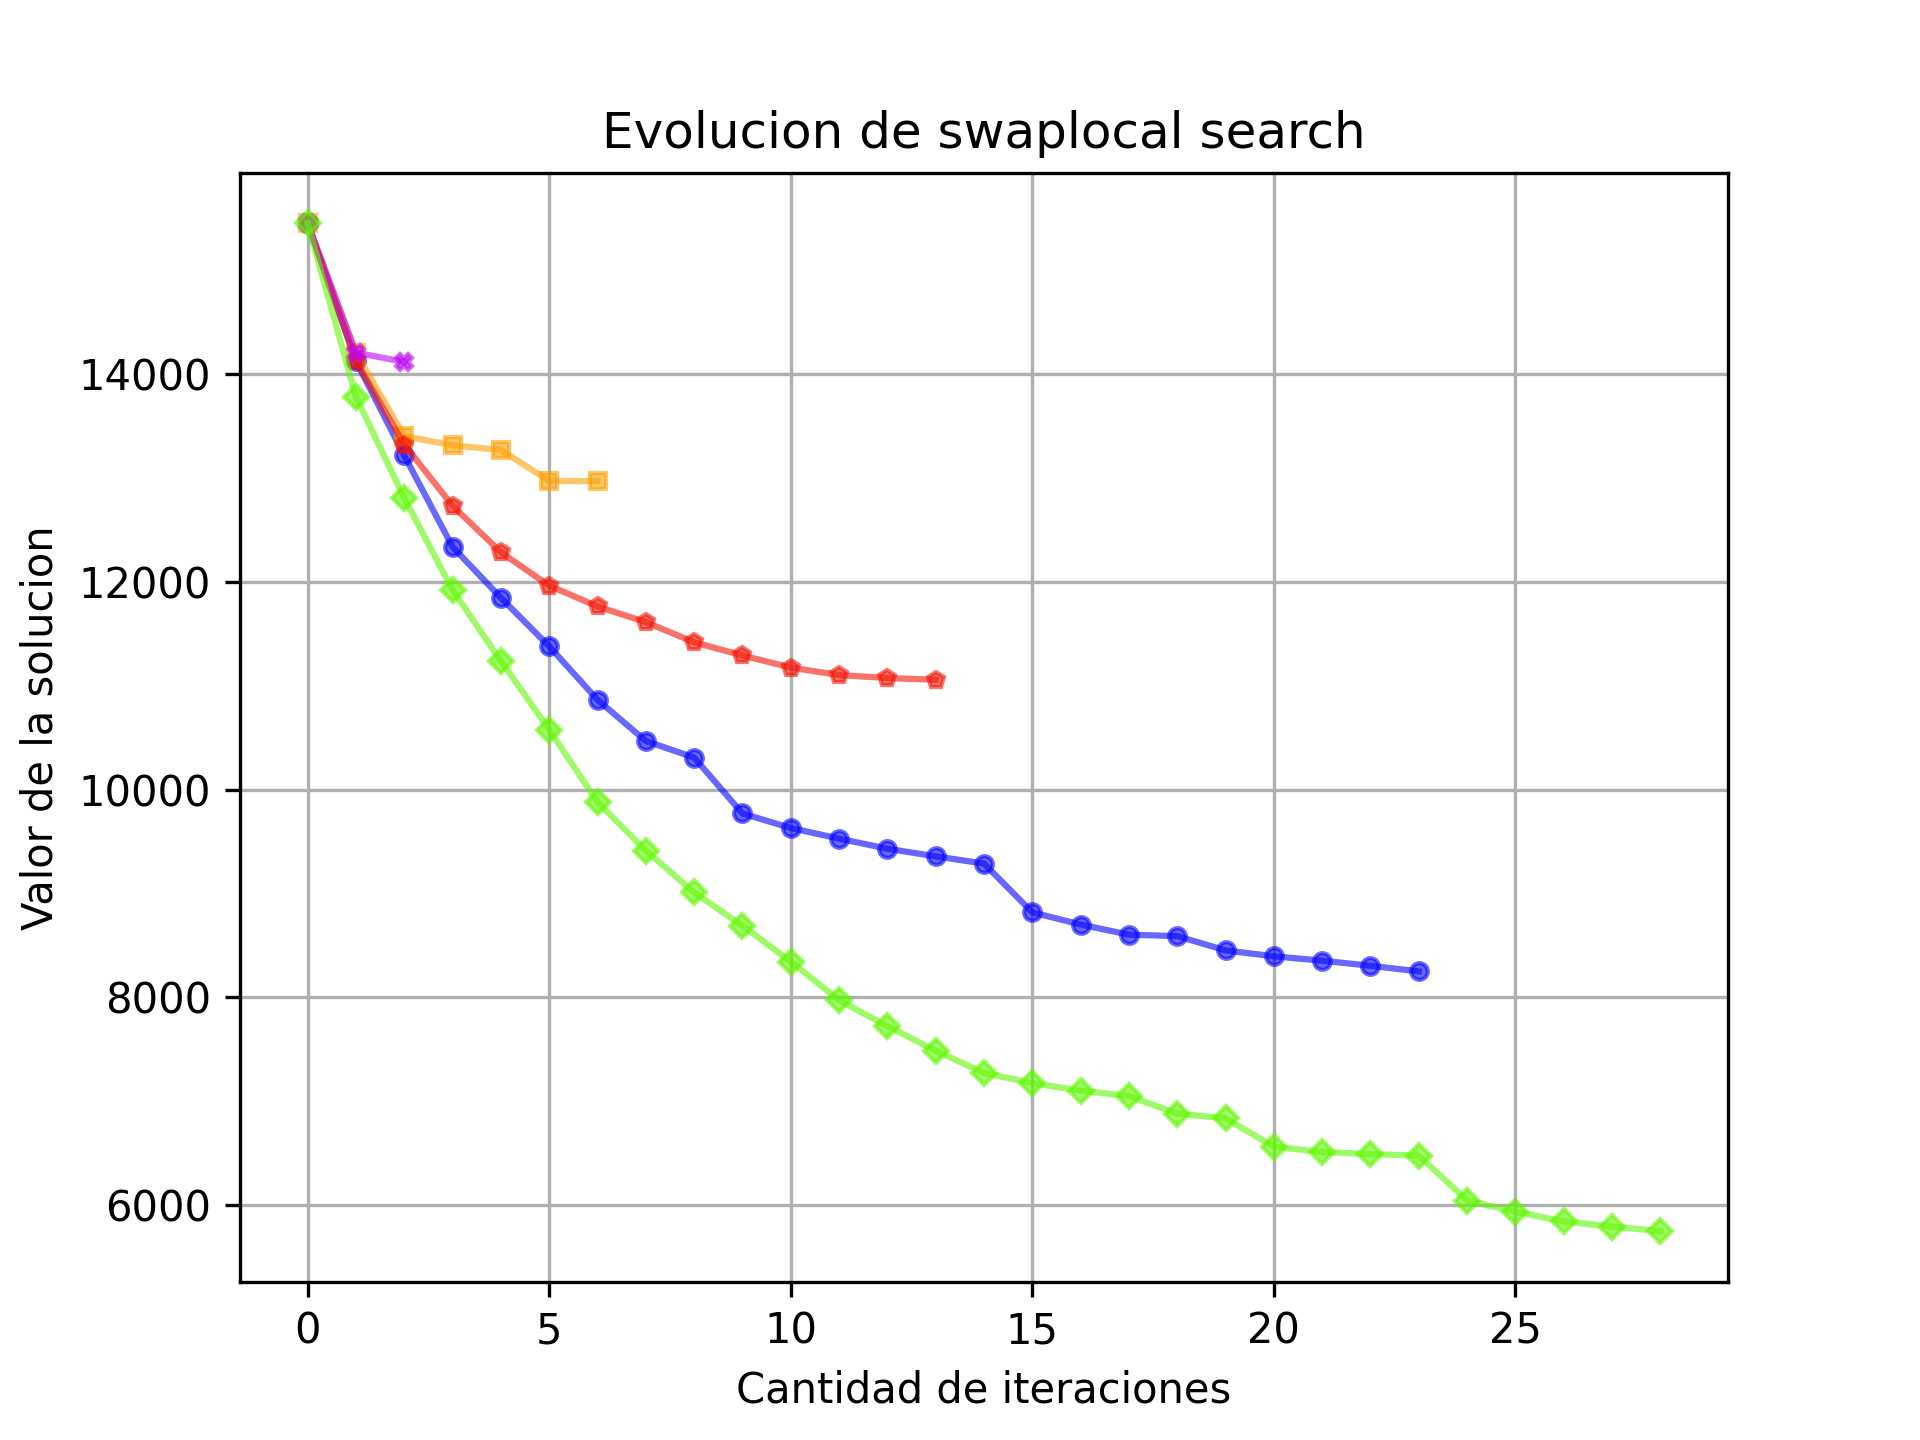 Evolucion de swaplocal search
Valor de la solucion
14000
12000
10000
8000
6000
0 5 10 15 20 25
Cantidad de iteraciones